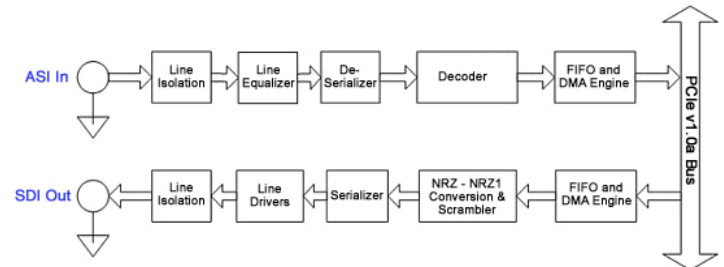 ASI In
Line
Isolation
Line
Equalizer
De-
Serializer
Decoder
FIFO and
DMA Engine
PCIe v1.0a Bus
SDI Out
Line
Isolation
Line
Drivers
Serializer
NRZ - NRZ1
Conversion &
Scrambler
FIFO and
DMA Engine